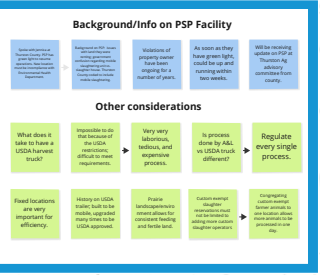 Background/Info on PSP Facility
Violations of
property owner
have been
ongoing for a
number of years.
As soon as they
have green light,
could be up and
running within
two weeks.
Will be receiving
update on PSP at
Thurston Ag
advisory
committee from
county.
Other considerations
What does it
take to have a
USDA harvest
truck?
Impossible to do
that because of
the USDA
restrictions;
difficult to meet
requirements.
Very very
laborious,
tedious, and
expensive
process.
Is process
done by A&L
vs USDA truck
different?
Regulate
every single
process.
Fixed locations
are very
important for
efficiency.
History on USDA
trailer; built to be
mobile, upgraded
many times to be
USDA approved.
Prairie
landscape/environ
ment allows for
consistent feeding
and fertile land.
Custom exempt
slaughter
reservations must
not be limited to
adding more custom
slaughter operators
Congregating
custom exempt
farmer animals to
one location allows
more animals to be
processed in one
day.